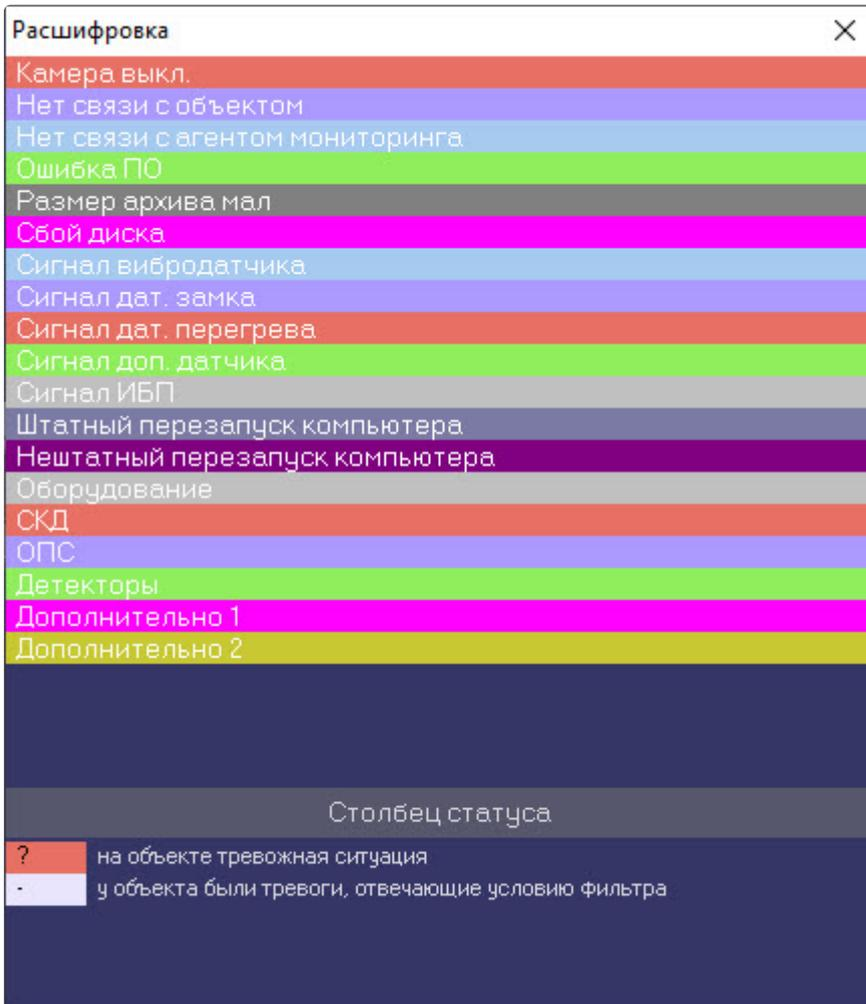 Расшифровка
Камера выкл.
Нет связи с объектом
Нет связи с агентом мониторинга
Ошибка ПО
Размер архива мал
Сбой диска
Сигнал вибродатчика
Сигнал дат. замка
Сигнал дат. перегрева
Сигнал доп. датчика
Сигнал ИБП
Штатный перезапуск компьютера
Нештатный перезапуск компьютера
Оборудование
СКД
ОПС
Детекторы
Дополнительно 1
Дополнительно 2
Столбец статуса
? на объекте тревожная ситуация
- у объекта были тревоги, отвечающие условию фильтра